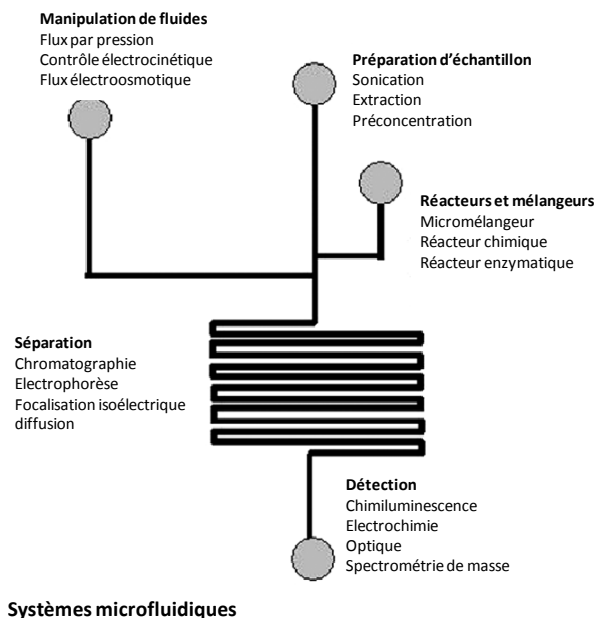 Manipulation de fluides
Flux par pression
Contrôle électrocinétique
Flux électroosmotique
Préparation d'échantillon
Sonication
Extraction
Préconcentration
Réacteurs et mélangeurs
Micromélangeur
Réacteur chimique
Réacteur enzymatique
Séparation
Chromatographie
Electrophorèse
Focalisation isoélectrique
diffusion
Détection
Chimiluminescence
Electrochimie
Optique
Spectrométrie de masse
Systèmes microfluidiques